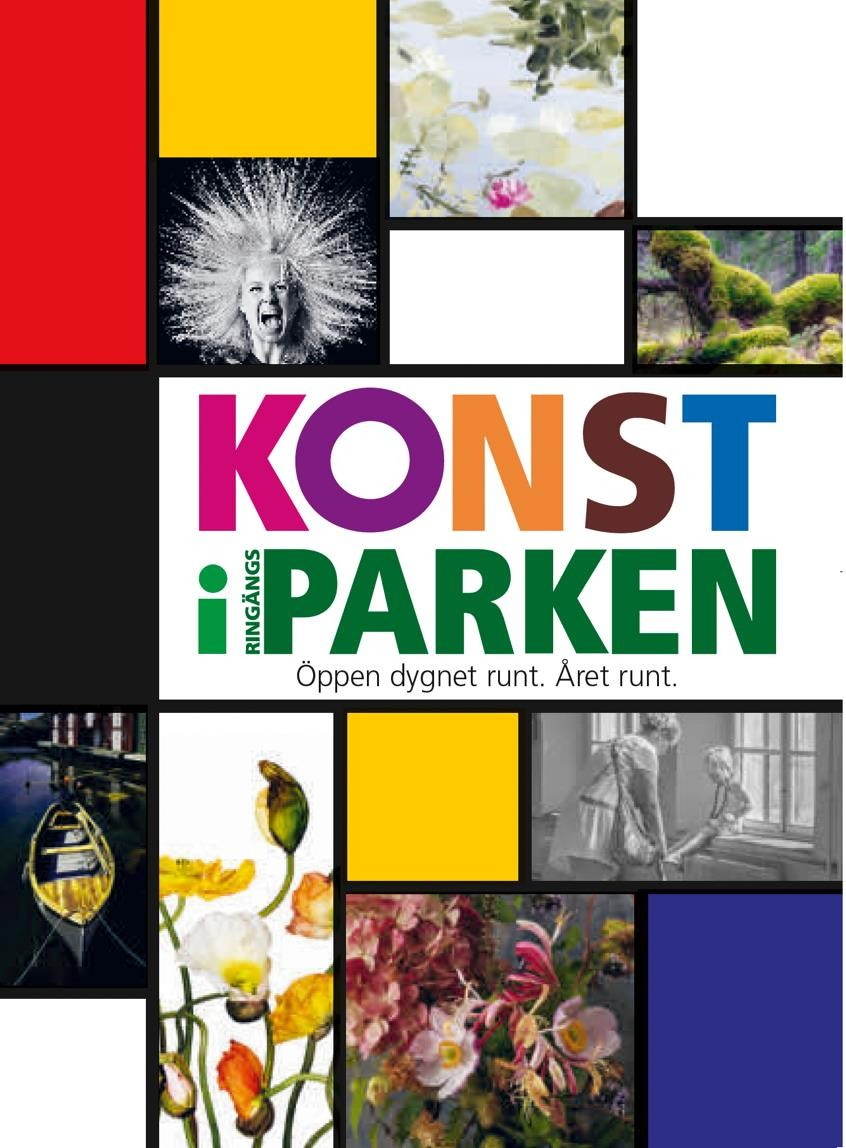 KONST
i RINGÄNGS PARKEN
Öppen dygnet runt. Året runt.